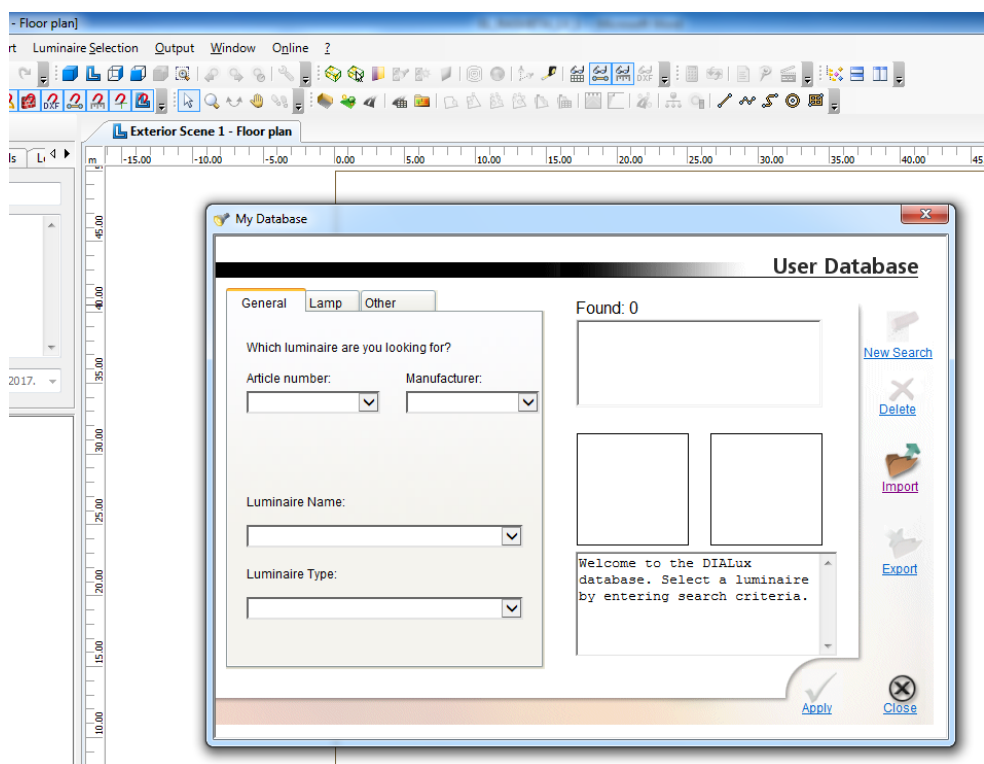 - Floor plan]
rt Luminaire Selection Output Window Online ?
DXF
Exterior Scene 1 - Floor plan
m -15.00 -10.00 -5.00 0.00 5.00 10.00 15.00 20.00 25.00 30.00 35.00 40.00 45
45.00
40.00
35.00
30.00
25.00
20.00
15.00
10.00
2017.
My Database
User Database
General Lamp Other
Which luminaire are you looking for?
Article number: Manufacturer:
Luminaire Name:
Luminaire Type:
Found: 0
Welcome to the DIALux
database. Select a luminaire
by entering search criteria.
New Search
Delete
Import
Export
Apply
Close